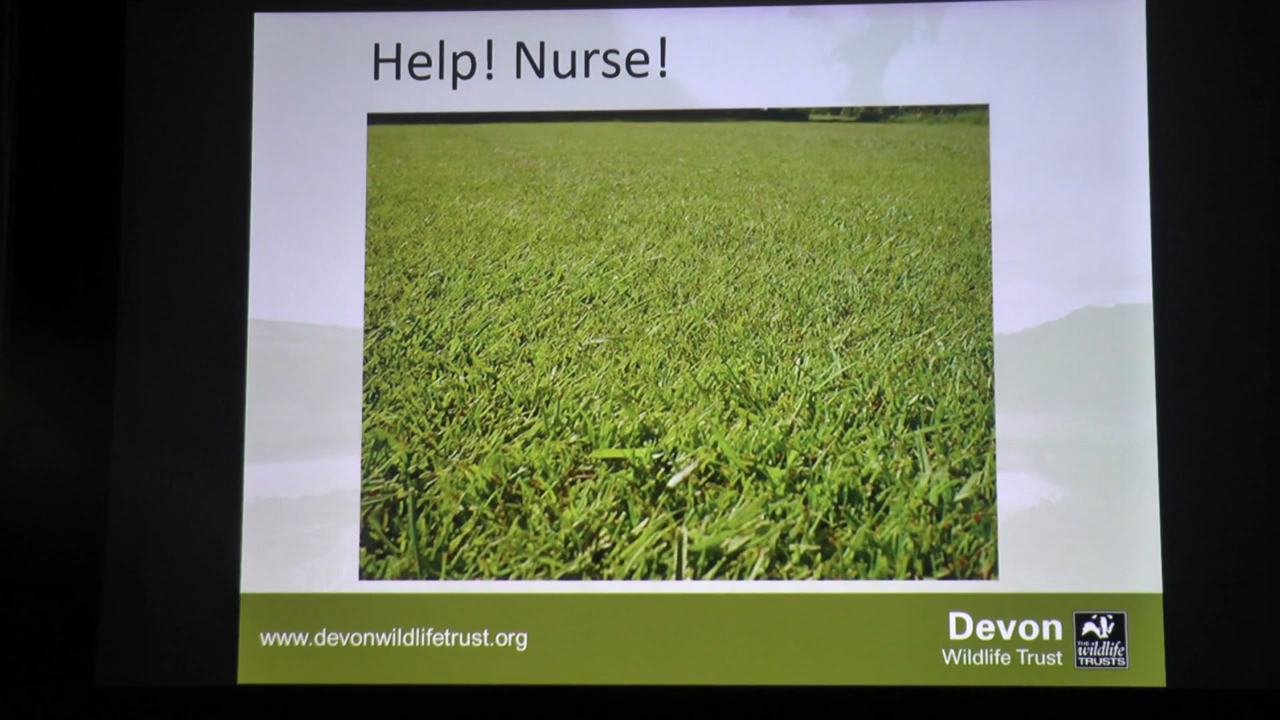 Help! Nurse!
www.devonwildlifetrust.org
Devon
Wildlife Trust
THE
wildlife
TRUSTS